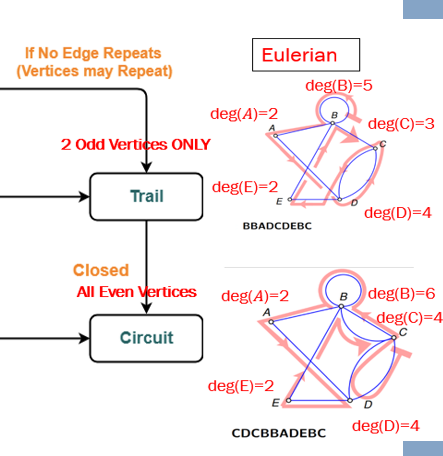 If No Edge Repeats
(Vertices may Repeat)
2 Odd Vertices ONLY
Trail
Closed
All Even Vertices
Circuit
Eulerian
deg(B)=5
deg(A)=2
deg(C)=3
deg(E)=2
deg(D)=4
A
B
C
E
D
BBADCDEBC
deg(A)=2
deg(B)=6
deg(C)=4
deg(E)=2
deg(D)=4
A
B
C
E
D
CDCBBADEBC